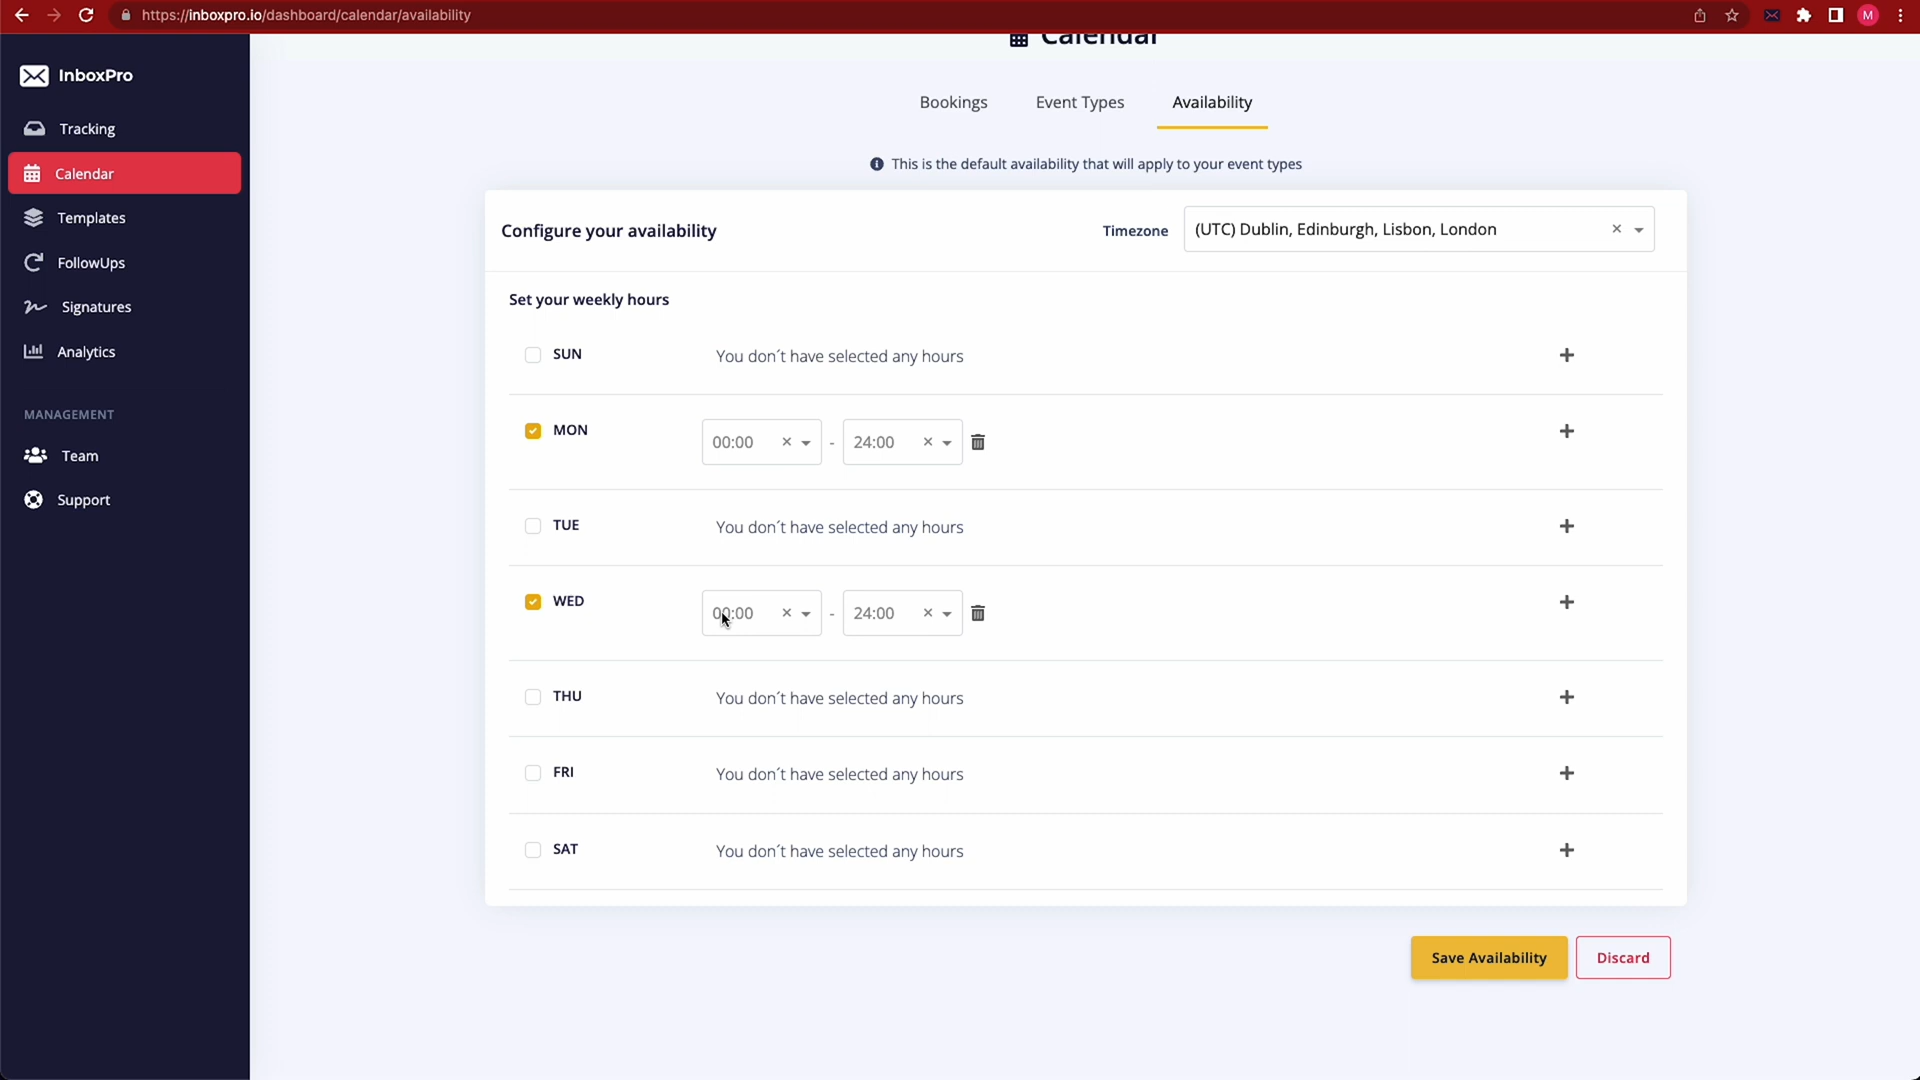 https://inboxpro.io/dashboard/calendar/availability
M
InboxPro
Tracking
Calendar
Templates
FollowUps
Signatures
Analytics
MANAGEMENT
Team
Support
Calendar
Bookings Event Types Availability
This is the default availability that will apply to your event types
Configure your availability
Timezone (UTC) Dublin, Edinburgh, Lisbon, London
Set your weekly hours
SUN You don´t have selected any hours
MON 00:00 - 24:00
TUE You don´t have selected any hours
WED 00:00 - 24:00
THU You don´t have selected any hours
FRI You don´t have selected any hours
SAT You don´t have selected any hours
Save Availability Discard